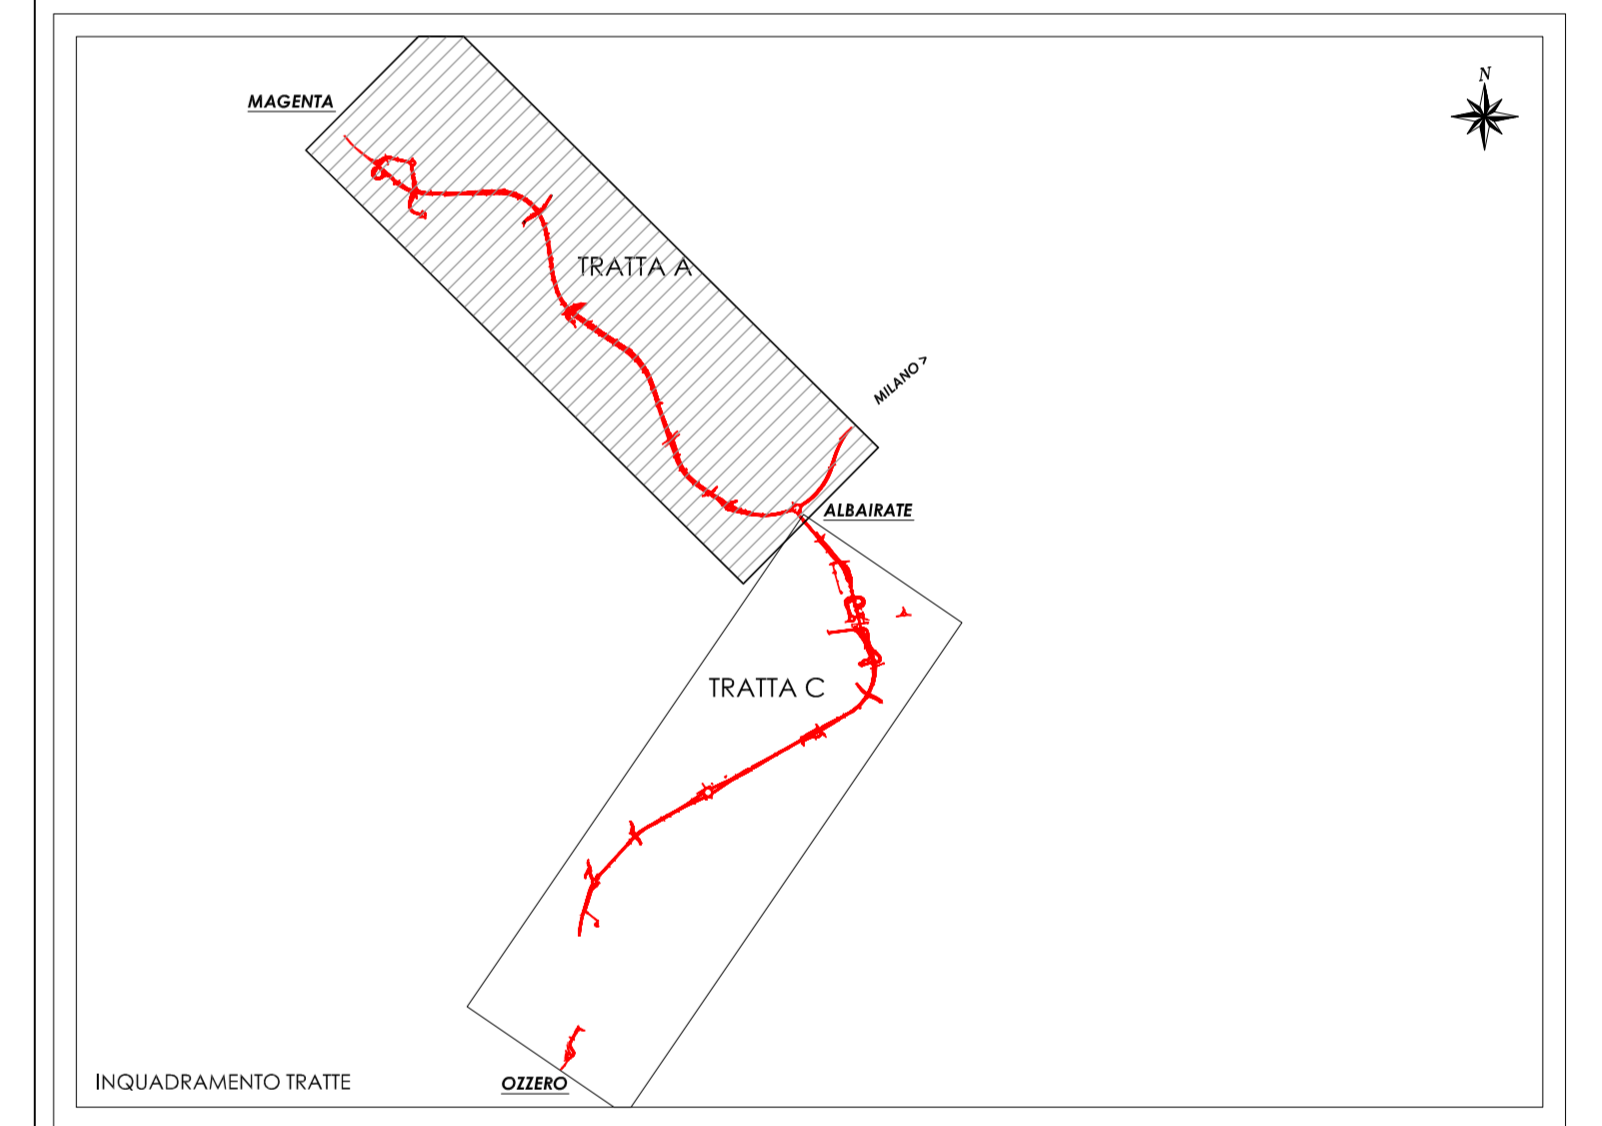 N
MAGENTA
TRATTA A
MILANO >
ALBAIRATE
TRATTA C
INQUADRAMENTO TRATTE
OZZERO